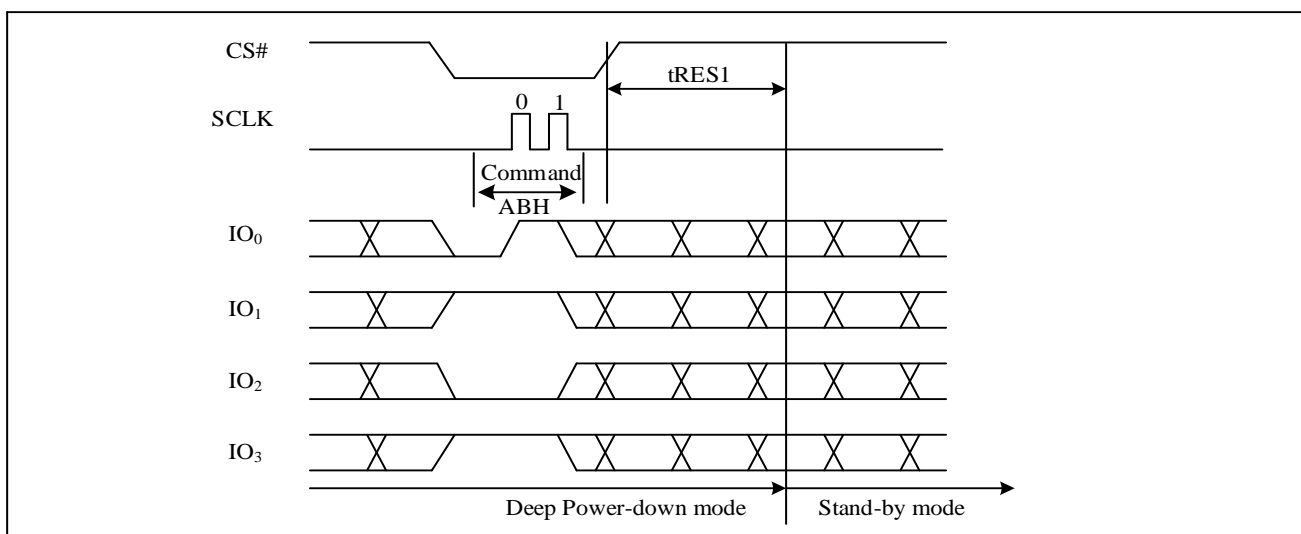 CS#
tRES1
SCLK
0 1
Command
ABH
IO₀
IO₁
IO₂
IO₃
Deep Power-down mode
Stand-by mode